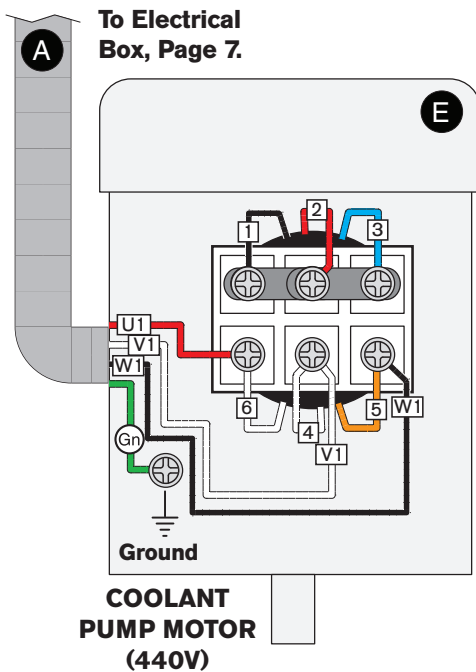 To Electrical
Box, Page 7.
A
E
2
1
3
U1
V1
W1
6
4
5
W1
V1
Gn
Ground
COOLANT
PUMP MOTOR
(440V)